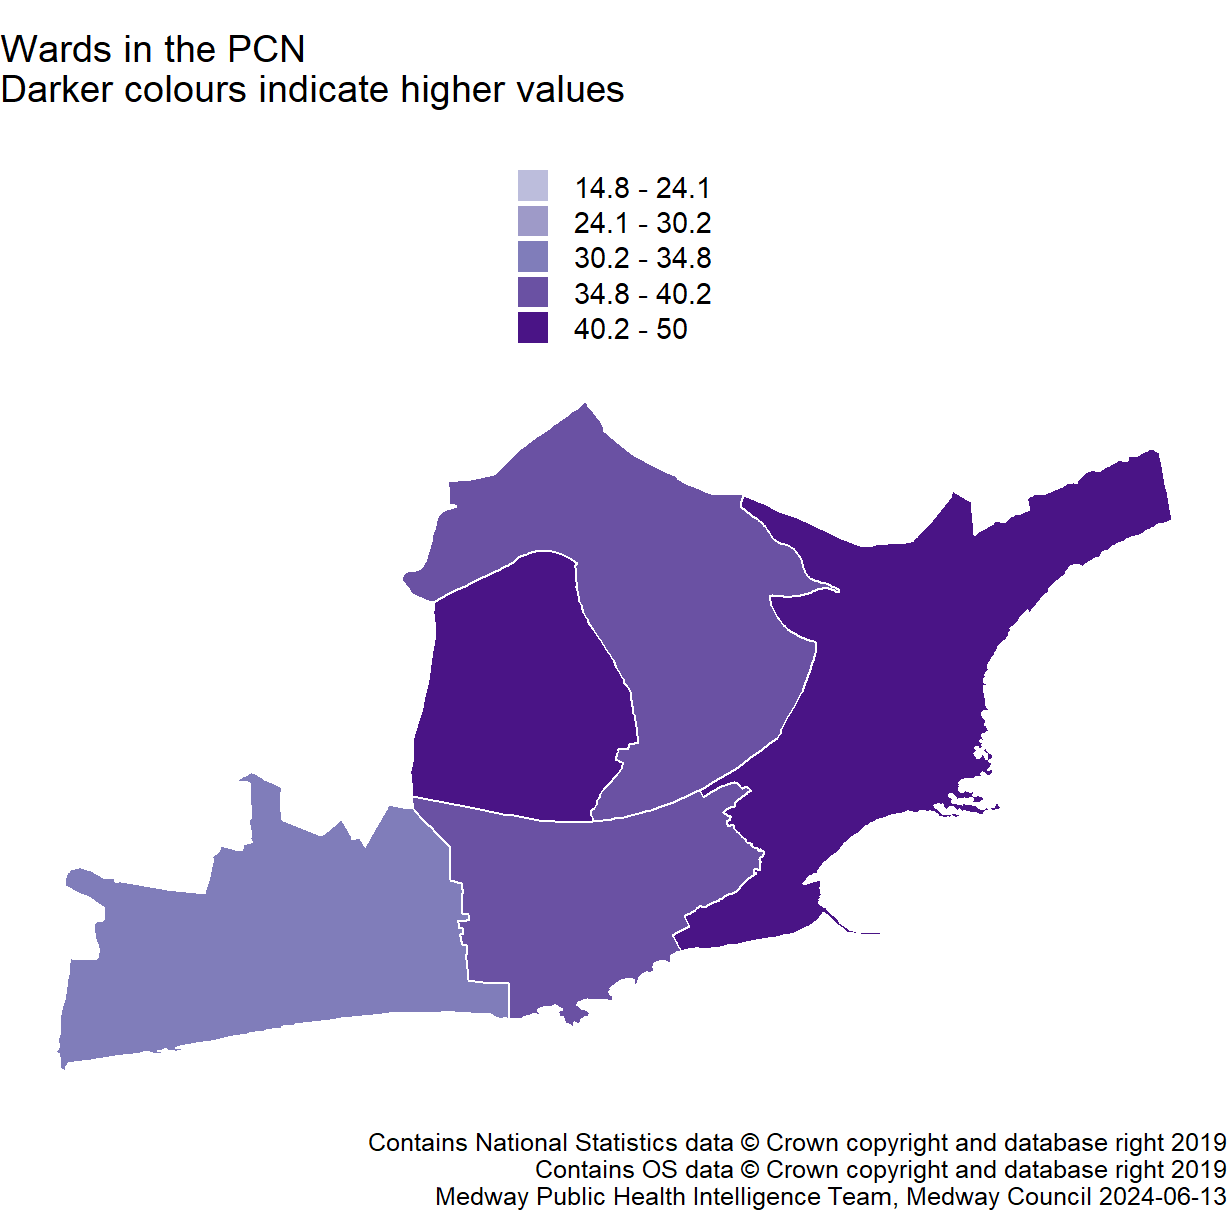 Wards in the PCN
Darker colours indicate higher values
14.8 - 24.1
24.1 - 30.2
30.2 - 34.8
34.8 - 40.2
40.2 - 50
Contains National Statistics data © Crown copyright and database right 2019
Contains OS data © Crown copyright and database right 2019
Medway Public Health Intelligence Team, Medway Council 2024-06-13